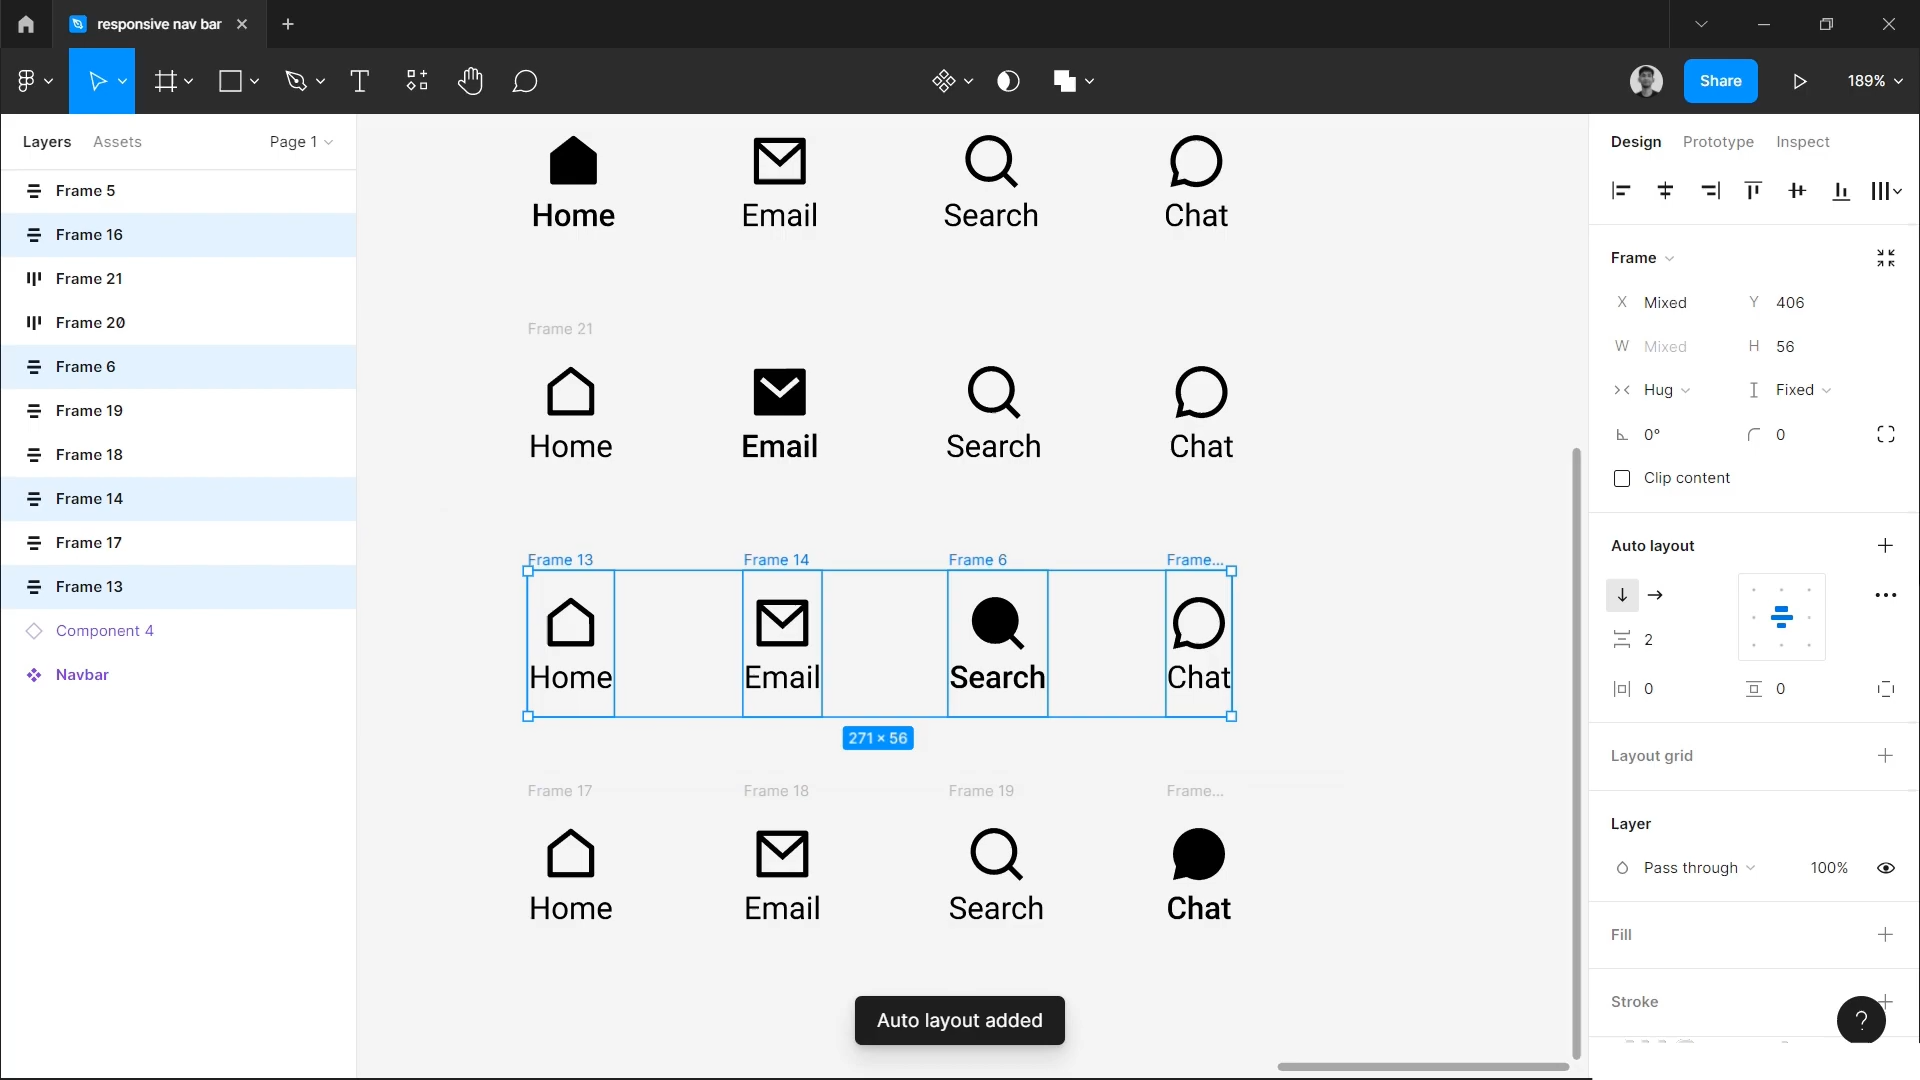 responsive nav bar
Share
189%
Layers
Assets
Page 1
Frame 5
Frame 16
Frame 21
Frame 20
Frame 6
Frame 19
Frame 18
Frame 14
Frame 17
Frame 13
Component 4
Navbar
Home
Email
Search
Chat
Frame 21
Home
Email
Search
Chat
Frame 13
Frame 14
Frame 6
Frame...
Home
Email
Search
Chat
271 × 56
Frame 17
Frame 18
Frame 19
Frame...
Home
Email
Search
Chat
Auto layout added
Design
Prototype
Inspect
Frame
X Mixed
Y 406
W Mixed
H 56
Hug
Fixed
0°
0
Clip content
Auto layout
2
0
0
Layout grid
Layer
Pass through
100%
Fill
Stroke
?